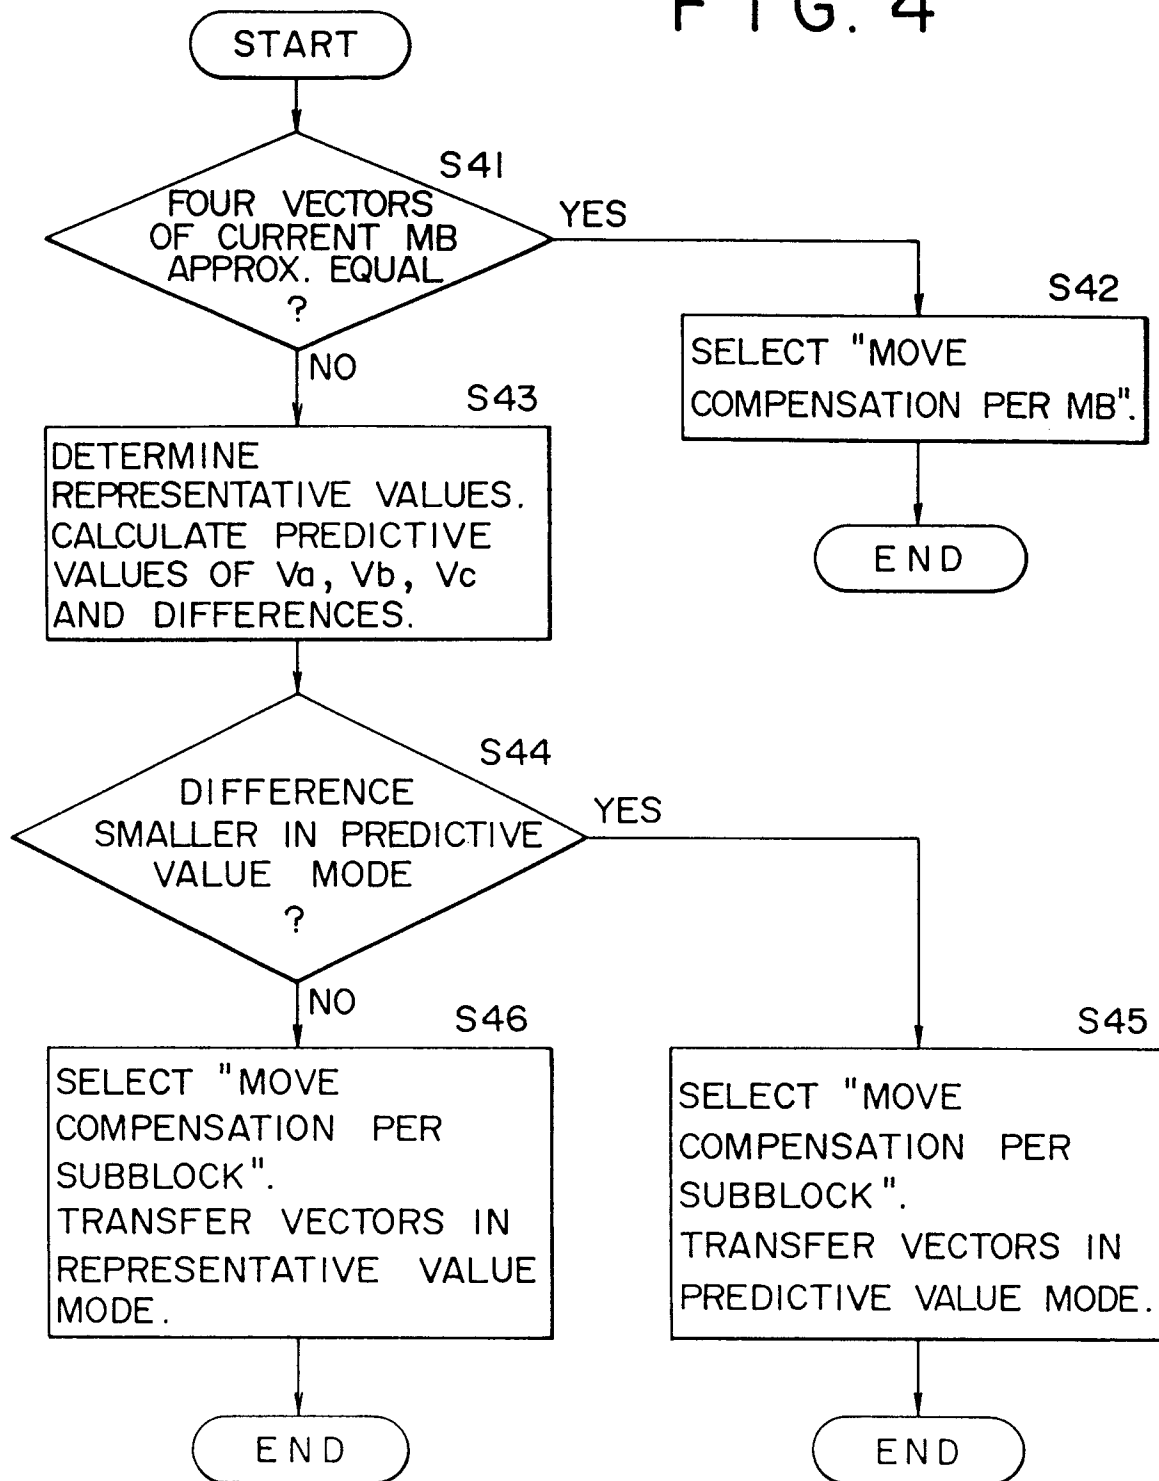 FIG. 4
START
S41
FOUR VECTORS
OF CURRENT MB
APPROX. EQUAL
?
YES
NO
S42
SELECT "MOVE
COMPENSATION PER MB".
END
S43
DETERMINE
REPRESENTATIVE VALUES.
CALCULATE PREDICTIVE
VALUES OF Va, Vb, Vc
AND DIFFERENCES.
S44
DIFFERENCE
SMALLER IN PREDICTIVE
VALUE MODE
?
YES
NO
S46
SELECT "MOVE
COMPENSATION PER
SUBBLOCK".
TRANSFER VECTORS IN
REPRESENTATIVE VALUE
MODE.
END
S45
SELECT "MOVE
COMPENSATION PER
SUBBLOCK".
TRANSFER VECTORS IN
PREDICTIVE VALUE MODE.
END